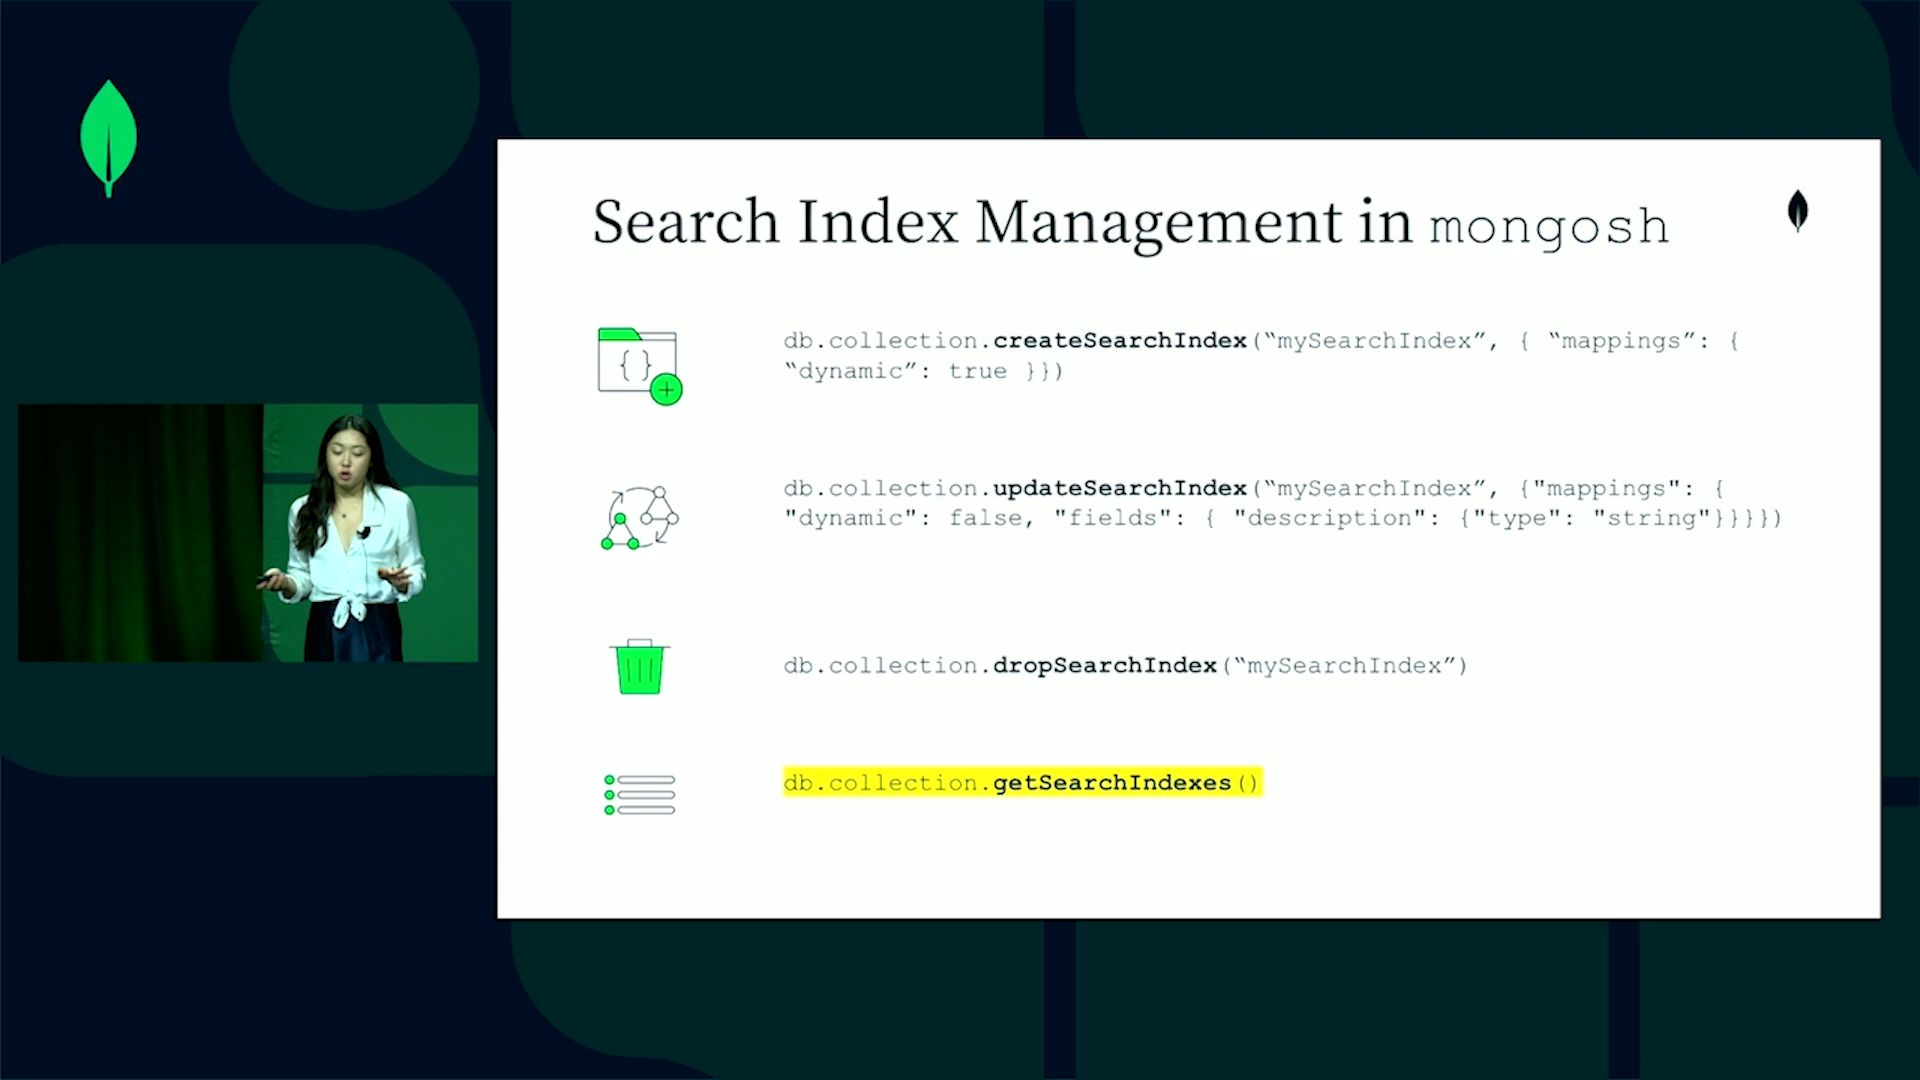 Search Index Management in mongosh
db.collection.createSearchIndex(“mySearchIndex”, { “mappings”: {
“dynamic”: true }})
db.collection.updateSearchIndex(“mySearchIndex”, {"mappings": {
"dynamic": false, "fields": { "description": {"type": "string"}}}})
db.collection.dropSearchIndex(“mySearchIndex”)
db.collection.getSearchIndexes()